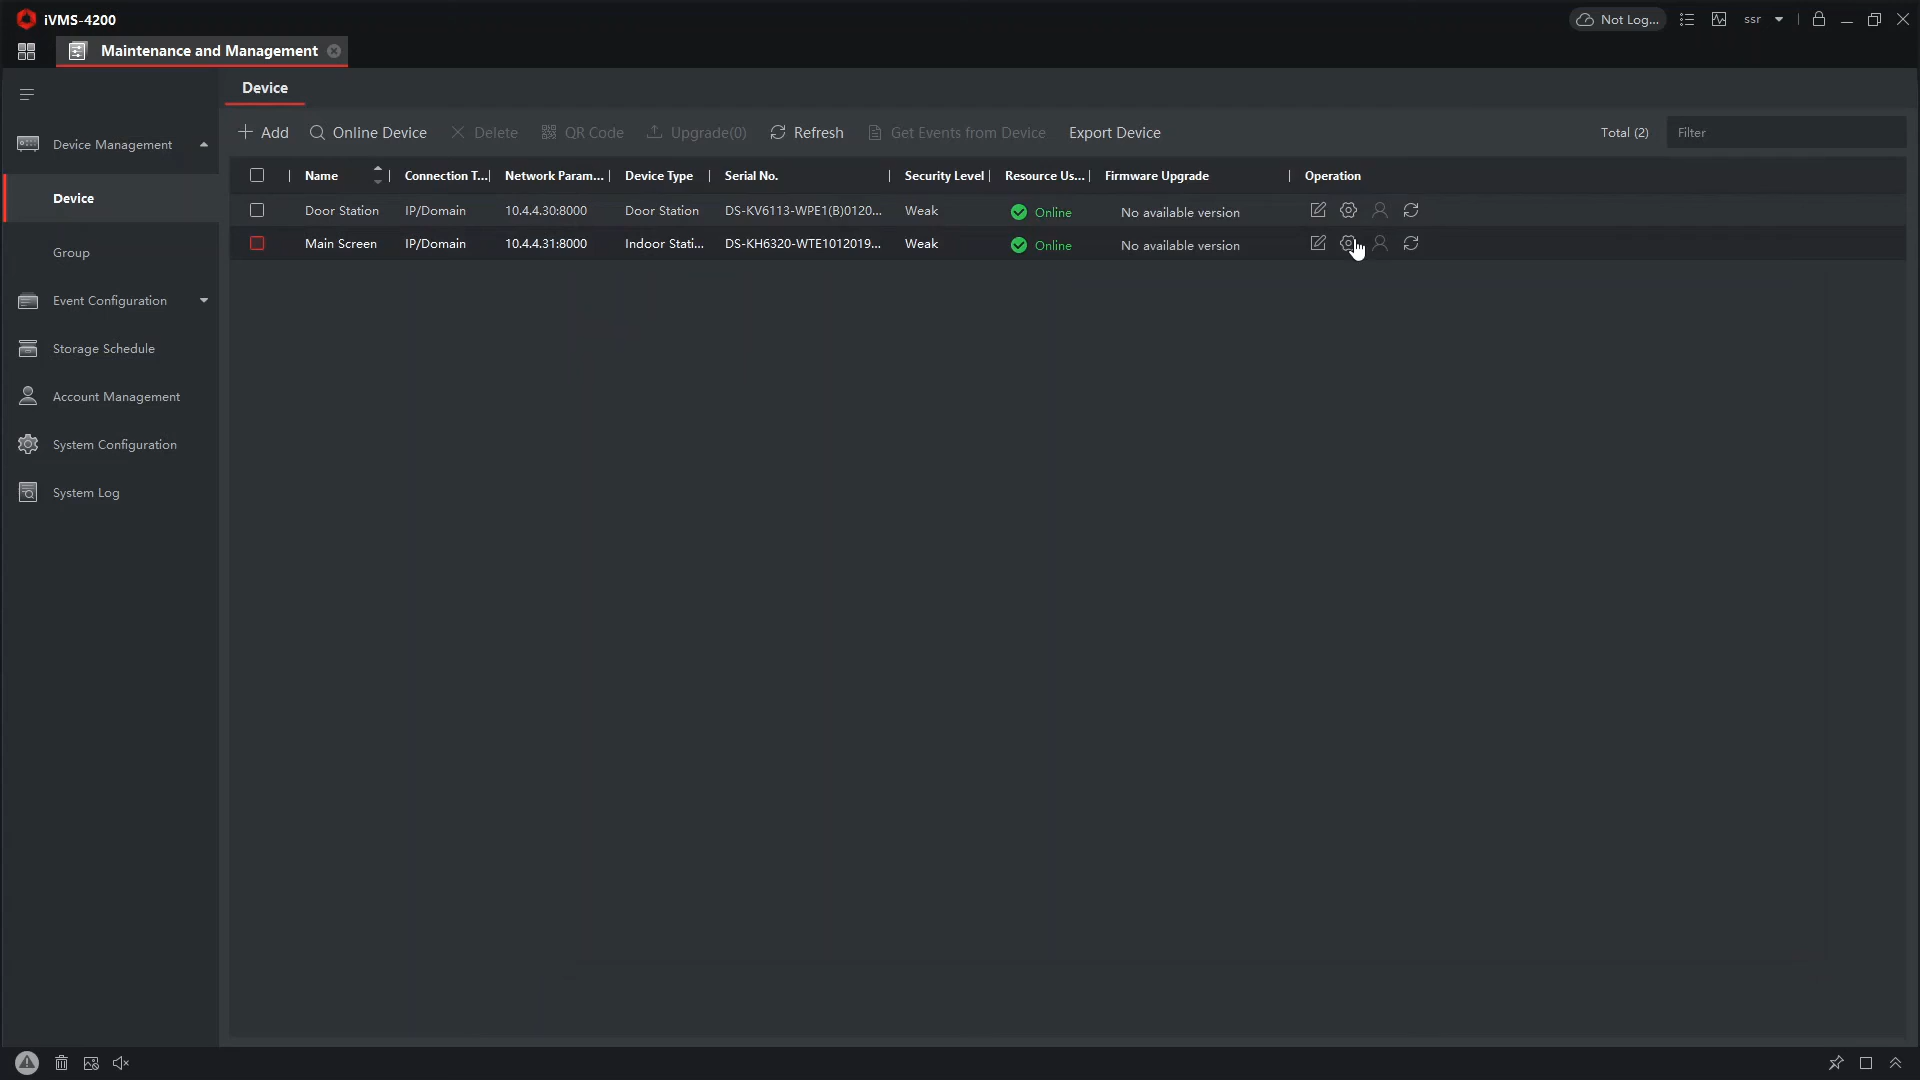 iVMS-4200
Not Log...
ssr
Maintenance and Management
Device
Add
Online Device
Delete
QR Code
Upgrade(0)
Refresh
Get Events from Device
Export Device
Total (2)
Filter
Device Management
Device
Group
Event Configuration
Storage Schedule
Account Management
System Configuration
System Log
Name Connection T... Network Param... Device Type Serial No. Security Level Resource Us... Firmware Upgrade Operation
Door Station IP/Domain 10.4.4.30:8000 Door Station DS-KV6113-WPE1(B)0120... Weak Online No available version
Main Screen IP/Domain 10.4.4.31:8000 Indoor Stati... DS-KH6320-WTE1012019... Weak Online No available version